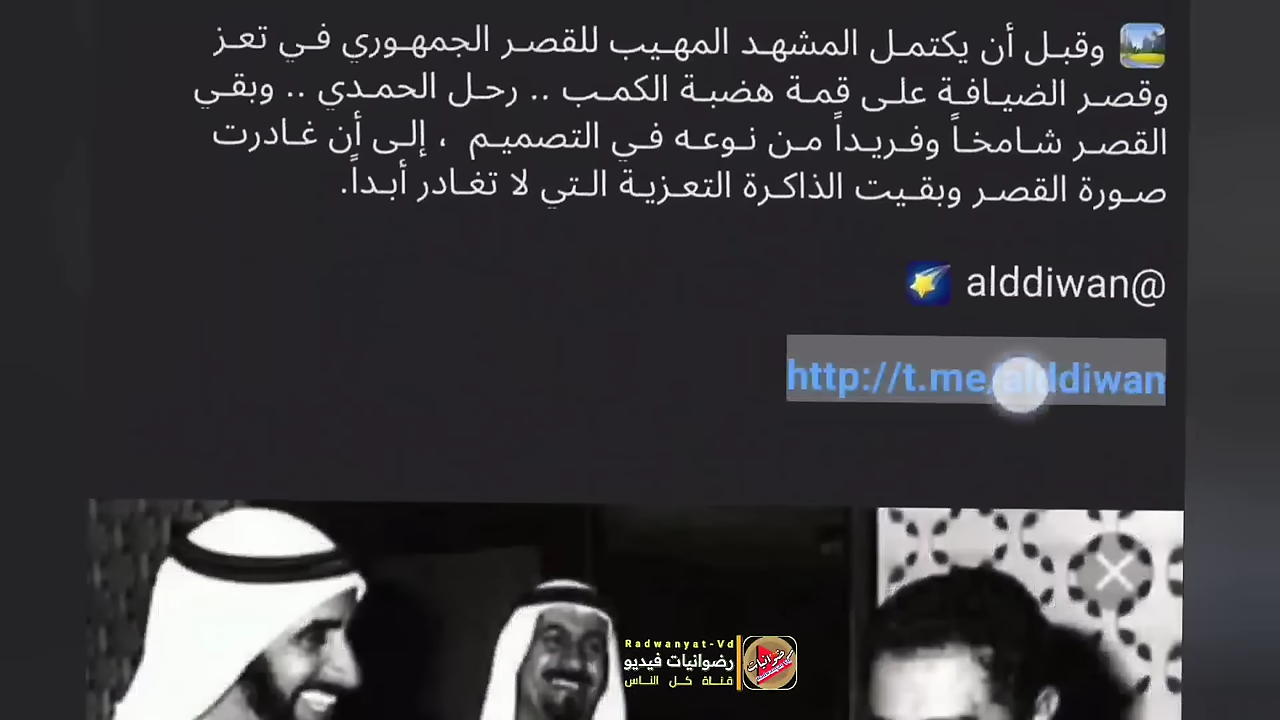 وقبل أن يكتمل المشهد المهيب للقصر الجمهوري في تعز
وقصر الضيافة على قمة هضبة الكمب .. رحل الحمدي .. وبقي
القصر شامخاً وفريداً من نوعه في التصميم ، إلى أن غادرت
صورة القصر وبقيت الذاكرة التعزية التي لا تغادر أبداً.
@alddiwan
http://t.me/alddiwan
Radwanyat-Vd
رضوانيات فيديو
قناة كل الناس
رضوانيات